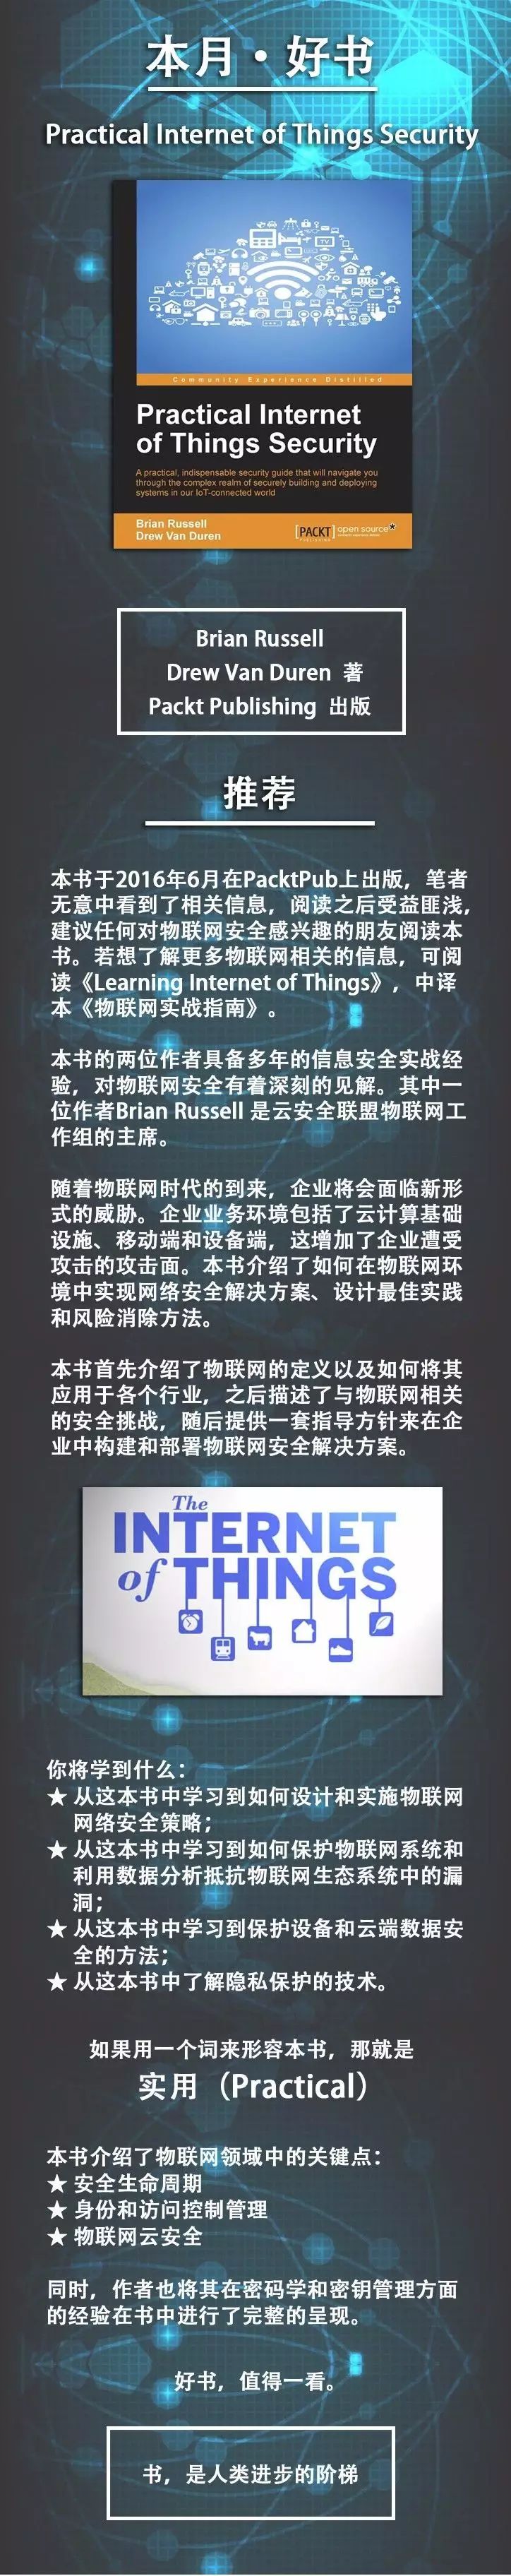 本月·好书
Practical Internet of Things Security
Community Experience Distilled
Practical Internet
of Things Security
A practical, indispensable security guide that will navigate you
through the complex realm of securely building and deploying
systems in our IoT-connected world
Brian Russell
Drew Van Duren
[PACKT] open source*
PUBLISHING
Brian Russell
Drew Van Duren 著
Packt Publishing 出版
推荐
本书于2016年6月在PacktPub上出版，笔者
无意中看到了相关信息，阅读之后受益匪浅，
建议任何对物联网安全感兴趣的朋友阅读本
书。若想了解更多物联网相关的信息，可阅
读《Learning Internet of Things》，中译
本《物联网实战指南》。
本书的两位作者具备多年的信息安全实战经
验，对物联网安全有着深刻的见解。其中一
位作者Brian Russell 是云安全联盟物联网工
作组的主席。
随着物联网时代的到来，企业将会面临新形
式的威胁。企业业务环境包括了云计算基础
设施、移动端和设备端，这增加了企业遭受
攻击的攻击面。本书介绍了如何在物联网环
境中实现网络安全解决方案、设计最佳实践
和风险消除方法。
本书首先介绍了物联网的定义以及如何将其
应用于各个行业，之后描述了与物联网相关
的安全挑战，随后提供一套指导方针来在企
业中构建和部署物联网安全解决方案。
The
INTERNET
of THINGS
你将学到什么：
★ 从这本书中学习到如何设计和实施物联网
网络安全策略；
★ 从这本书中学习到如何保护物联网系统和
利用数据分析抵抗物联网生态系统中的漏
洞；
★ 从这本书中学习到保护设备和云端数据安
全的方法；
★ 从这本书中了解隐私保护的技术。
如果用一个词来形容本书，那就是
实用（Practical）
本书介绍了物联网领域中的关键点：
★ 安全生命周期
★ 身份和访问控制管理
★ 物联网云安全
同时，作者也将其在密码学和密钥管理方面
的经验在书中进行了完整的呈现。
好书，值得一看。
书，是人类进步的阶梯